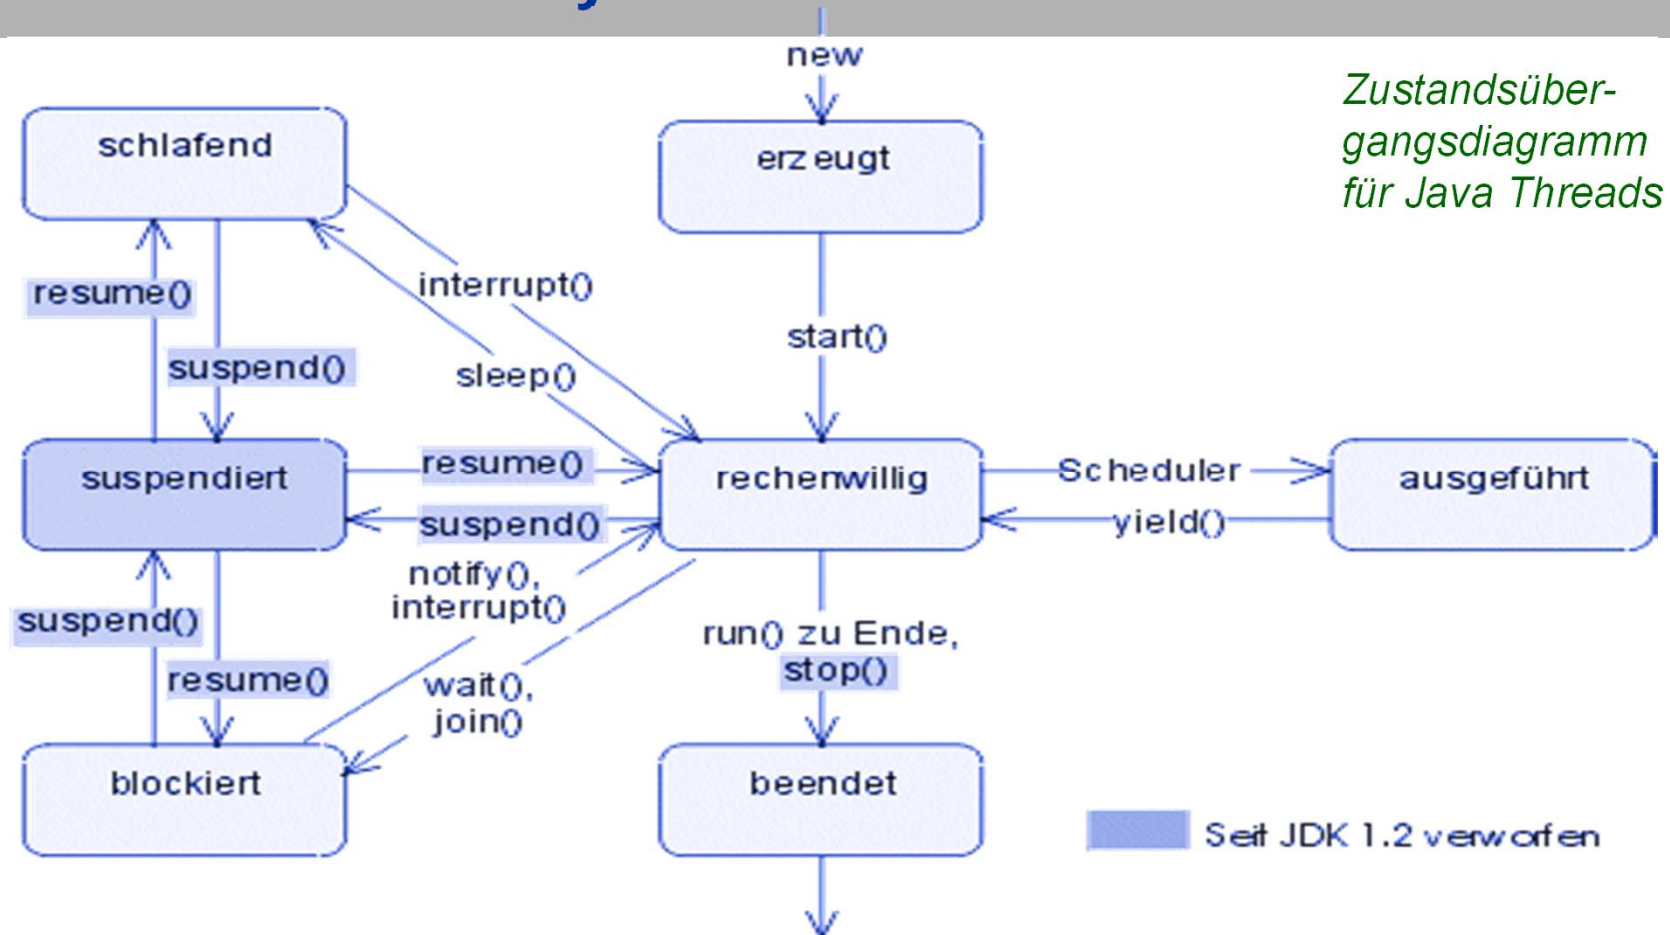 new
Zustandsüber-
gangsdiagramm
für Java Threads
schlafend
erzeugt
interrupt()
resume()
start()
suspend()
sleep()
suspendiert
resume()
rechenwillig
Scheduler
ausgeführt
suspend()
yield()
notify(),
interrupt()
suspend()
run() zu Ende,
stop()
resume()
wait(),
join()
blockiert
beendet
Seit JDK 1.2 verworfen